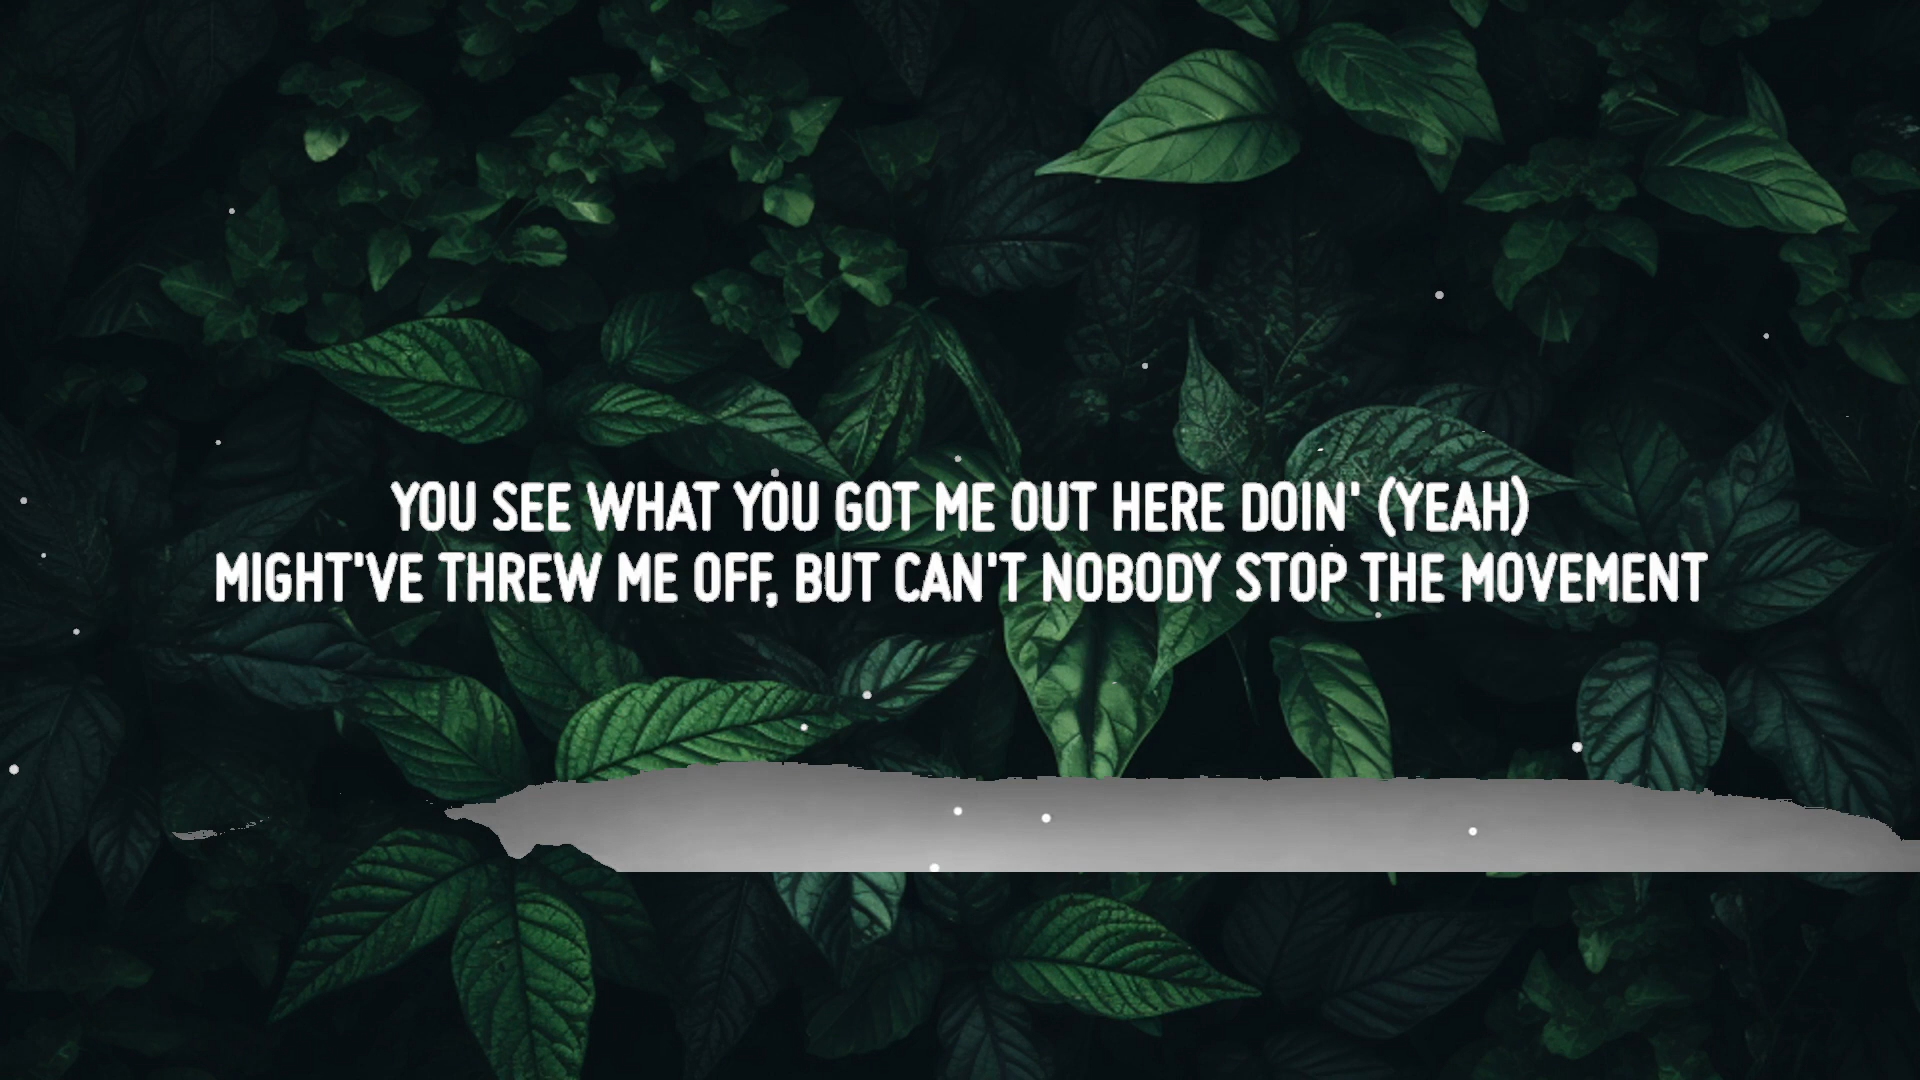 YOU SEE WHAT YOU GOT ME OUT HERE DOIN' (YEAH)
MIGHT'VE THREW ME OFF, BUT CAN'T NOBODY STOP THE MOVEMENT